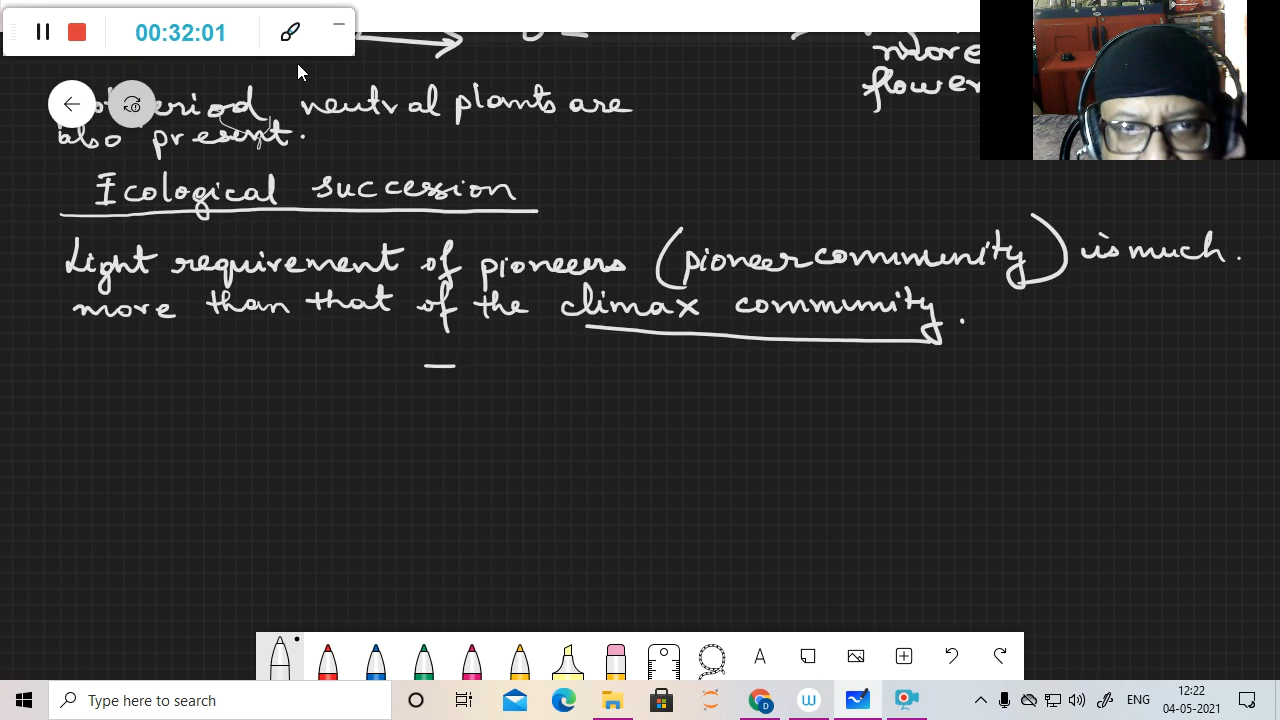 00:32:01
more
flower
period neutral plants are
also present.
Ecological succession
Light requirement of pioneers (pioneer community) is much.
more than that of the climax community.
Type here to search
ENG
12:22
04-05-2021